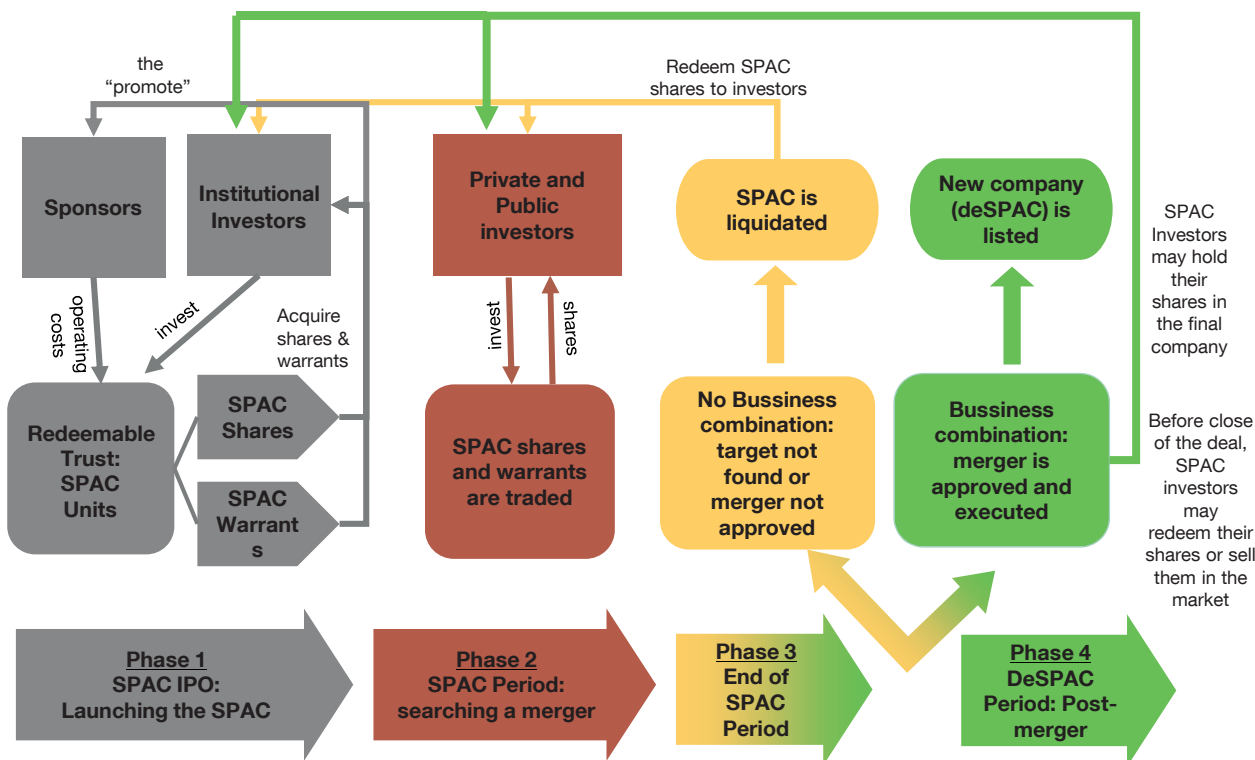 the
“promote”
Redeem SPAC
shares to investors
Sponsors
Institutional
Investors
Private and
Public
investors
SPAC is
liquidated
New company
(deSPAC) is
listed
SPAC
Investors
may hold
their
shares in
the final
company
operating
costs
invest
Acquire
shares &
warrants
invest
shares
Redeemable
Trust:
SPAC
Units
SPAC
Shares
SPAC
Warrant
s
SPAC shares
and warrants
are traded
No Bussiness
combination:
target not
found or
merger not
approved
Bussiness
combination:
merger is
approved and
executed
Before close
of the deal,
SPAC
investors
may
redeem their
shares or sell
them in the
market
Phase 1
SPAC IPO:
Launching the SPAC
Phase 2
SPAC Period:
searching a merger
Phase 3
End of
SPAC
Period
Phase 4
DeSPAC
Period: Post-
merger